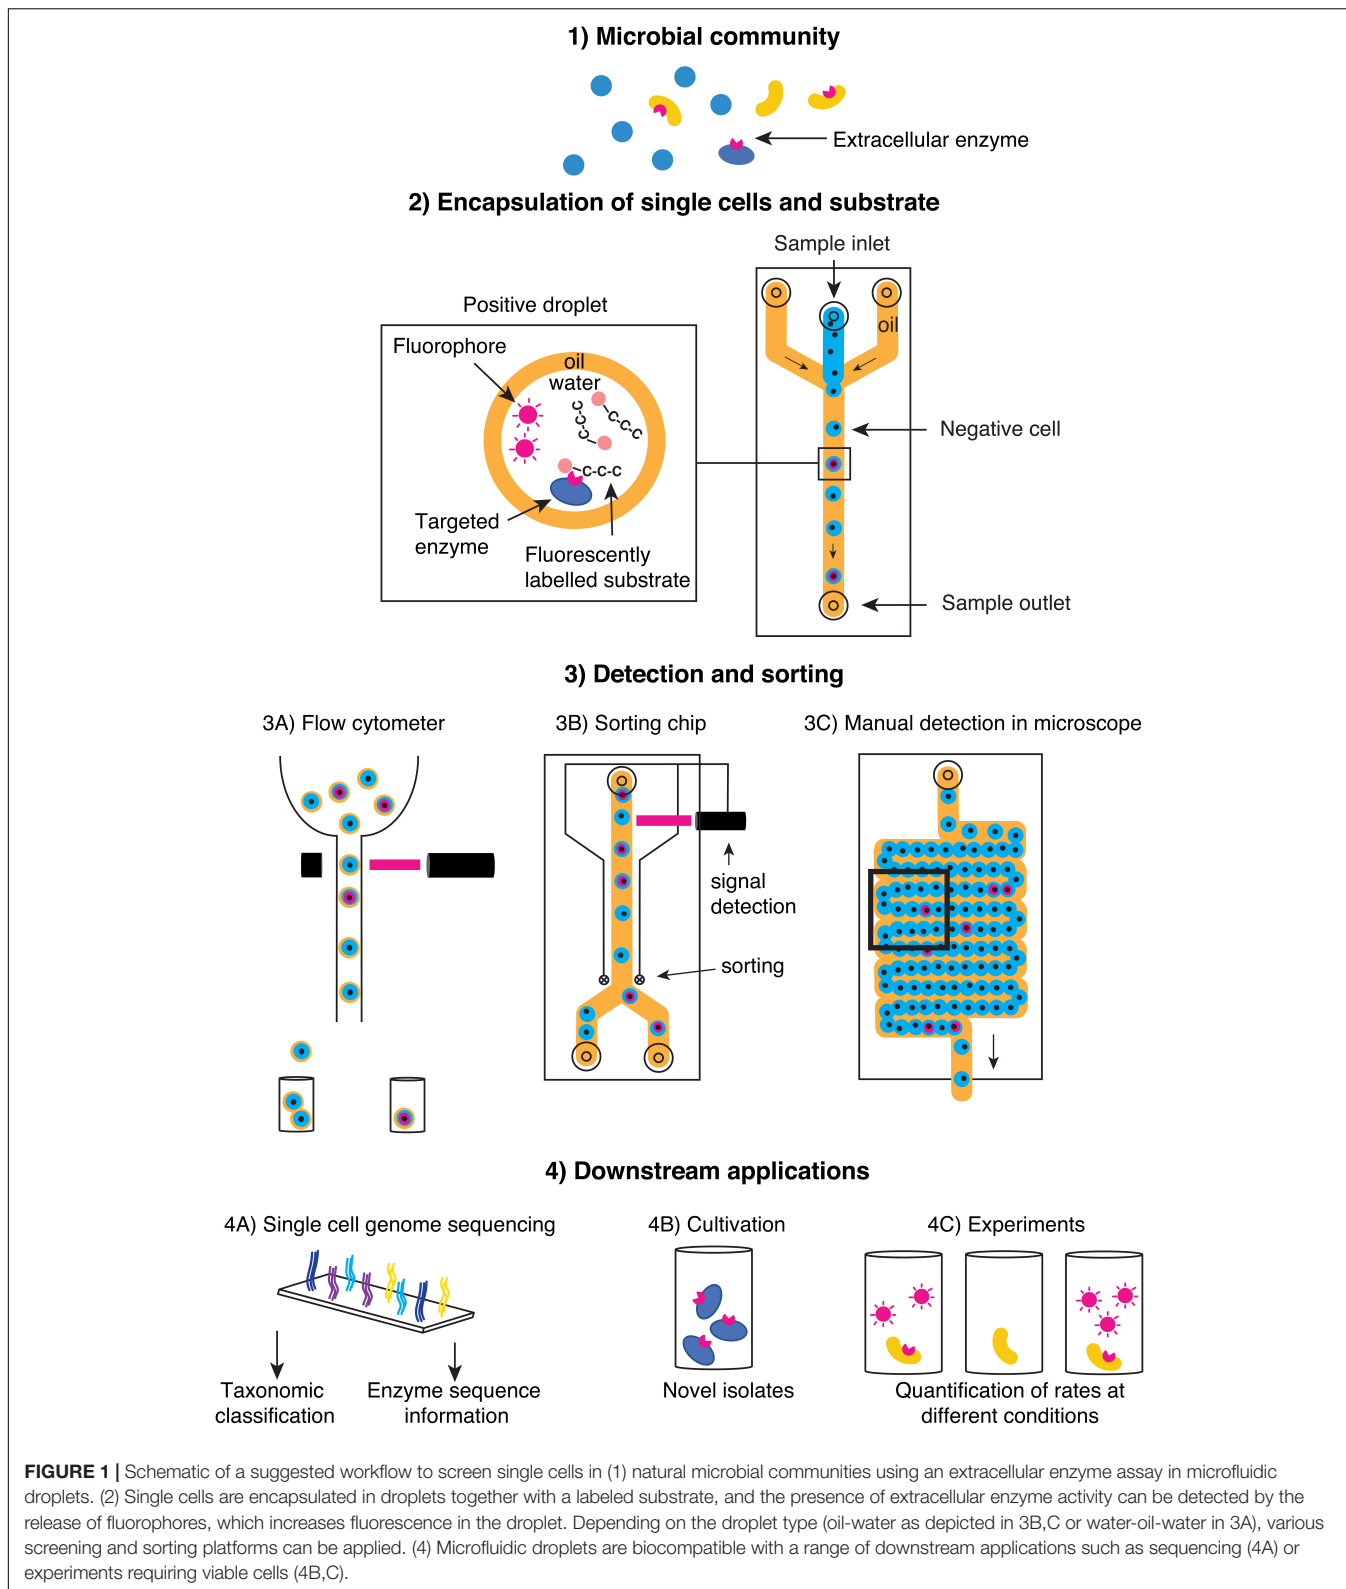 1) Microbial community
Extracellular enzyme
2) Encapsulation of single cells and substrate
Sample inlet
Positive droplet
Fluorophore
oil
water
C-C-C
C-C-C
C-C-C
Targeted
enzyme
Fluorescently
labelled substrate
oil
Negative cell
Sample outlet
3) Detection and sorting
3A) Flow cytometer
3B) Sorting chip
signal
detection
sorting
3C) Manual detection in microscope
4) Downstream applications
4A) Single cell genome sequencing
Taxonomic
classification
Enzyme sequence
information
4B) Cultivation
Novel isolates
4C) Experiments
Quantification of rates at
different conditions
FIGURE 1 | Schematic of a suggested workflow to screen single cells in (1) natural microbial communities using an extracellular enzyme assay in microfluidic
droplets. (2) Single cells are encapsulated in droplets together with a labeled substrate, and the presence of extracellular enzyme activity can be detected by the
release of fluorophores, which increases fluorescence in the droplet. Depending on the droplet type (oil-water as depicted in 3B,C or water-oil-water in 3A), various
screening and sorting platforms can be applied. (4) Microfluidic droplets are biocompatible with a range of downstream applications such as sequencing (4A) or
experiments requiring viable cells (4B,C).